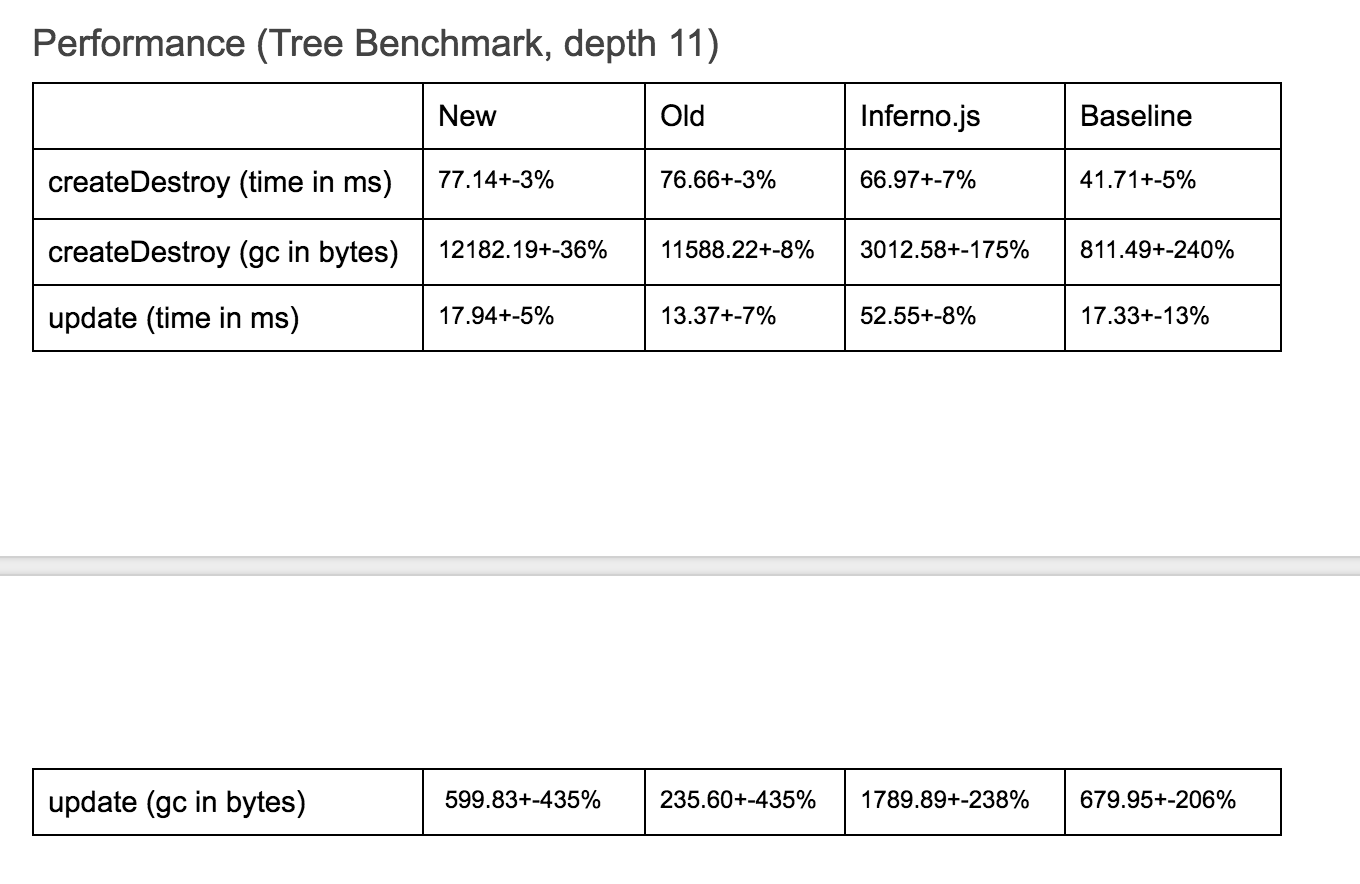 Performance (Tree Benchmark, depth 11)
New Old Inferno.js Baseline
createDestroy (time in ms) 77.14+-3% 76.66+-3% 66.97+-7% 41.71+-5%
createDestroy (gc in bytes) 12182.19+-36% 11588.22+-8% 3012.58+-175% 811.49+-240%
update (time in ms) 17.94+-5% 13.37+-7% 52.55+-8% 17.33+-13%
update (gc in bytes) 599.83+-435% 235.60+-435% 1789.89+-238% 679.95+-206%